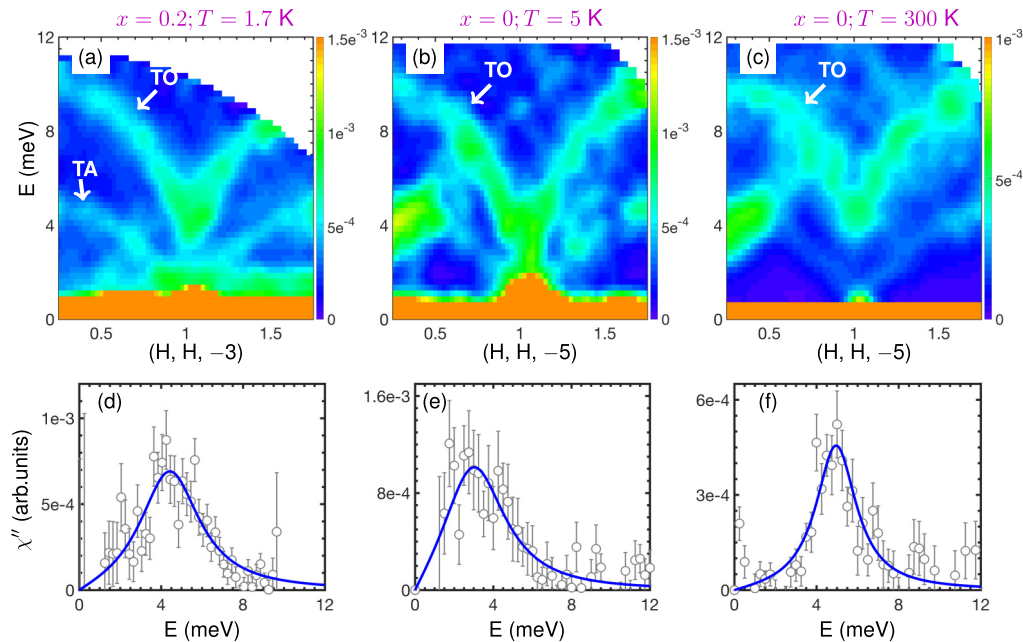 x = 0.2; T = 1.7 K
x = 0; T = 5 K
x = 0; T = 300 K
(a)
TO
TA
12
8
4
0
E (meV)
0.5 1 1.5
(H, H, −3)
1.5e⁻³
1e⁻³
5e⁻⁴
0
(b)
TO
12
8
4
0
0.5 1 1.5
(H, H, −5)
1.5e⁻³
1e⁻³
5e⁻⁴
0
(c)
TO
12
8
4
0
0.5 1 1.5
(H, H, −5)
1e⁻³
5e⁻⁴
0
(d)
χ″ (arb.units)
1e-3
5e-4
0
0 4 8 12
E (meV)
(e)
1.6e-3
8e-4
0
0 4 8 12
E (meV)
(f)
6e-4
3e-4
0
0 4 8 12
E (meV)